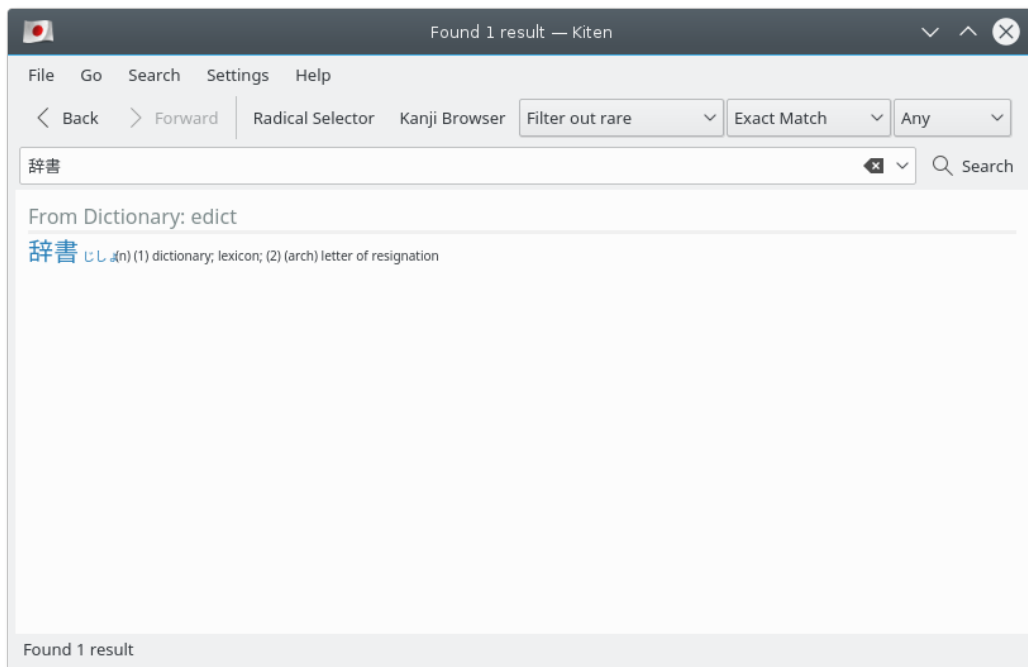 Found 1 result — Kiten
File Go Search Settings Help
Back Forward Radical Selector Kanji Browser Filter out rare Exact Match Any
辞書 Search
From Dictionary: edict
辞書 じしょ(n) (1) dictionary; lexicon; (2) (arch) letter of resignation
Found 1 result